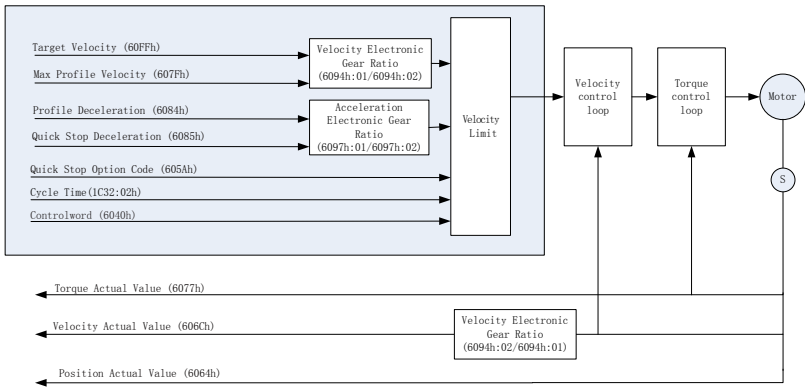 Target Velocity (60FFh)
Max Profile Velocity (607Fh)
Velocity Electronic
Gear Ratio
(6094h:01/6094h:02)
Profile Deceleration (6084h)
Quick Stop Deceleration (6085h)
Acceleration
Electronic Gear
Ratio
(6097h:01/6097h:02)
Quick Stop Option Code (605Ah)
Cycle Time(1C32:02h)
Controlword (6040h)
Velocity
Limit
Velocity
control
loop
Torque
control
loop
Motor
S
Torque Actual Value (6077h)
Velocity Actual Value (606Ch)
Velocity Electronic
Gear Ratio
(6094h:02/6094h:01)
Position Actual Value (6064h)